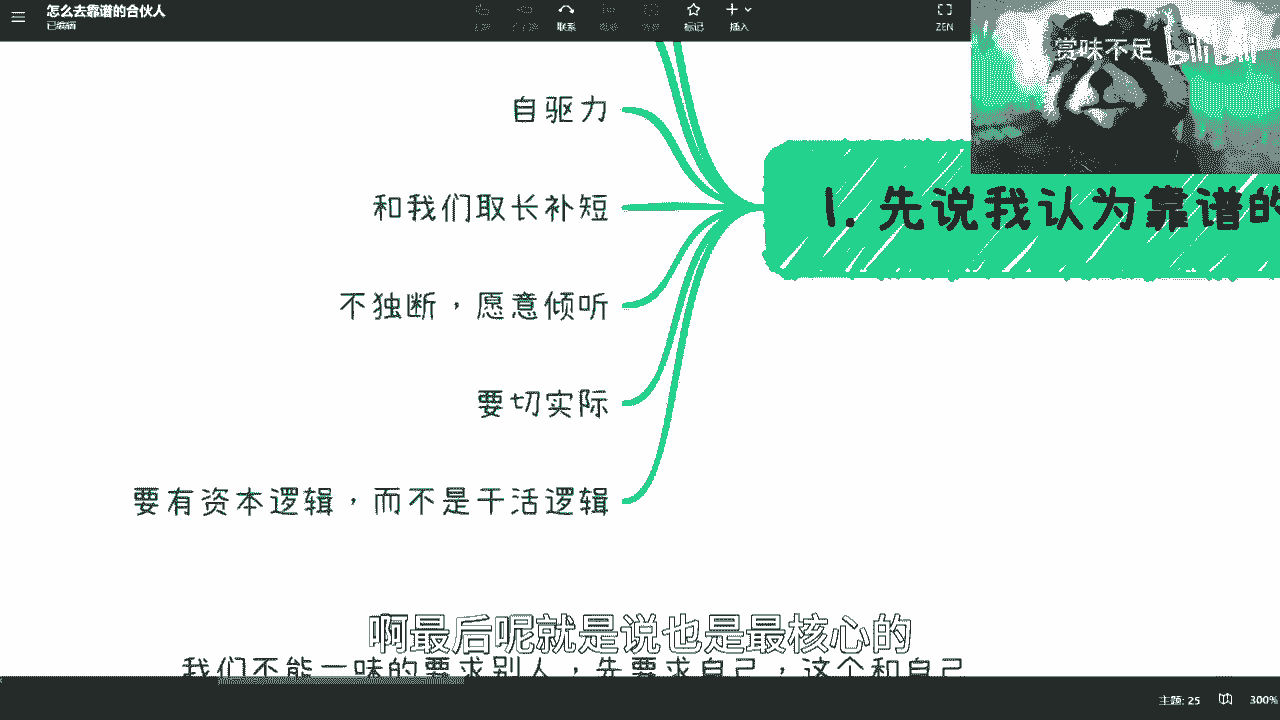 怎么去靠谱的合伙人
已编辑
联系
标记
插入
ZEN
赏味不足
bilibili
自驱力
和我们取长补短
1. 先说我认为靠谱的
不独断，愿意倾听
要切实际
要有资本逻辑，而不是干活逻辑
啊最后呢就是说也是最核心的
我们不能一味的要求别人，先要求自己，这个和自己
主题: 25
300%